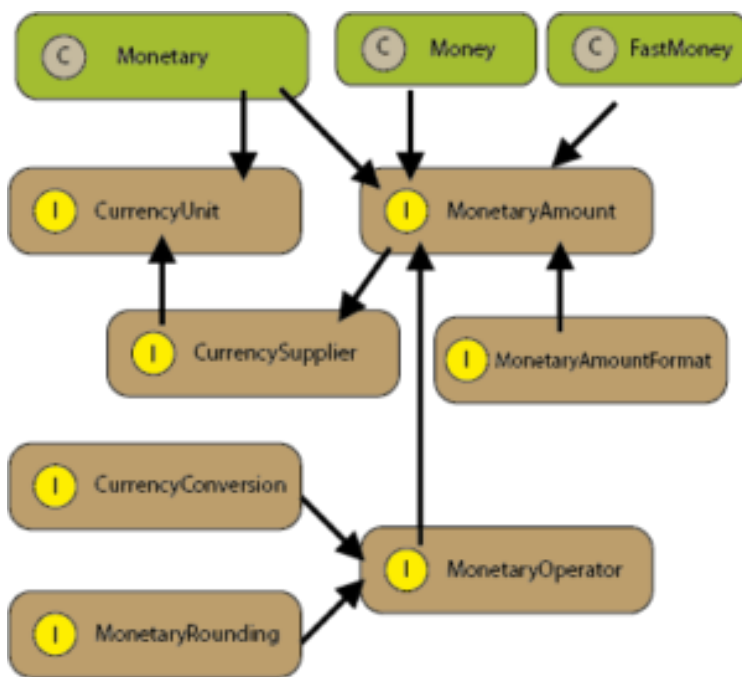 C Monetary
C Money
C FastMoney
I CurrencyUnit
I MonetaryAmount
I CurrencySupplier
I MonetaryAmountFormat
I CurrencyConversion
I MonetaryOperator
I MonetaryRounding